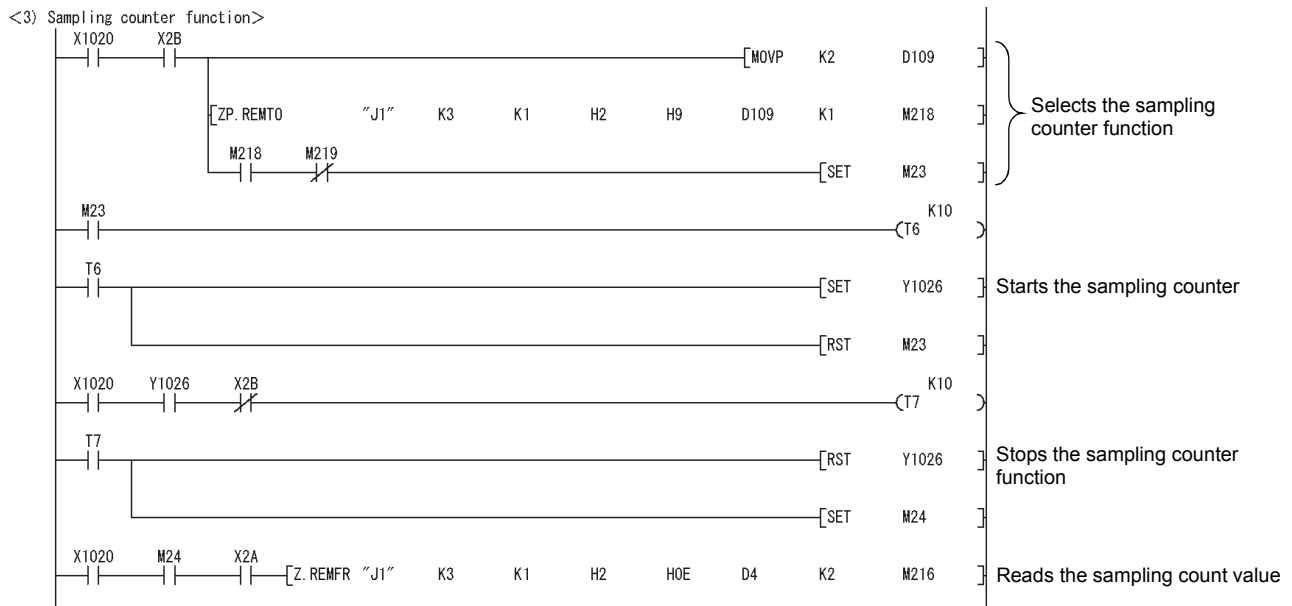 <3) Sampling counter function>
X1020 X2B
[MOVP K2 D109 ]
Selects the sampling
counter function
[ZP.REMTO "J1" K3 K1 H2 H9 D109 K1 M218 ]
M218 M219
[SET M23 ]
M23 K10
(T6 )
T6
[SET Y1026 ] Starts the sampling counter
[RST M23 ]
X1020 Y1026 X2B K10
(T7 )
T7
[RST Y1026 ] Stops the sampling counter
function
[SET M24 ]
X1020 M24 X2A
[Z.REMFR "J1" K3 K1 H2 H0E D4 K2 M216 ] Reads the sampling count value